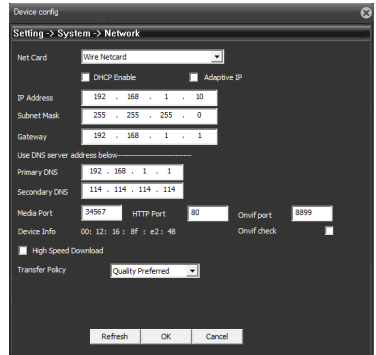 Device config
Setting -> System -> Network
Net Card Wire Netcard
DHCP Enable Adaptive IP
IP Address 192 . 168 . 1 . 10
Subnet Mask 255 . 255 . 255 . 0
Gateway 192 . 168 . 1 . 1
Use DNS server address below-------------------------
Primary DNS 192 . 168 . 1 . 1
Secondary DNS 114 . 114 . 114 . 114
Media Port 34567 HTTP Port 80 Onvif port 8899
Device Info 00: 12: 16: 8f : e2: 48 Onvif check
High Speed Download
Transfer Policy Quality Preferred
Refresh OK Cancel